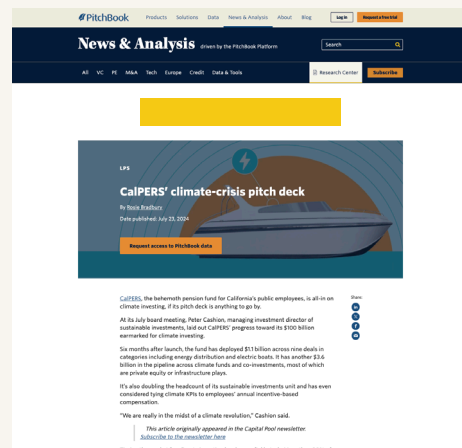 PitchBook
Products Solutions Data News & Analysis About Blog Log in Request a free trial
News & Analysis driven by the PitchBook Platform
Search
All VC PE M&A Tech Europe Credit Data & Tools Research Center Subscribe
LPS
CalPERS' climate-crisis pitch deck
By Rosie Bradbury
Date published: July 23, 2024
Request access to PitchBook data
CalPERS, the behemoth pension fund for California's public employees, is all-in on
climate investing, if its pitch deck is anything to go by.
Share:
At its July board meeting, Peter Cashion, managing investment director of
sustainable investments, laid out CalPERS' progress toward its $100 billion
earmarked for climate investing.
Six months after launch, the fund has deployed $11 billion across nine deals in
categories including energy distribution and electric boats. It has another $3.6
billion in the pipeline across climate funds and co-investments, most of which
are private equity or infrastructure plays.
It's also doubling the headcount of its sustainable investments unit and has even
considered tying climate KPIs to employees' annual incentive-based
compensation.
"We are really in the midst of a climate revolution," Cashion said.
This article originally appeared in the Capital Pool newsletter.
Subscribe to the newsletter here